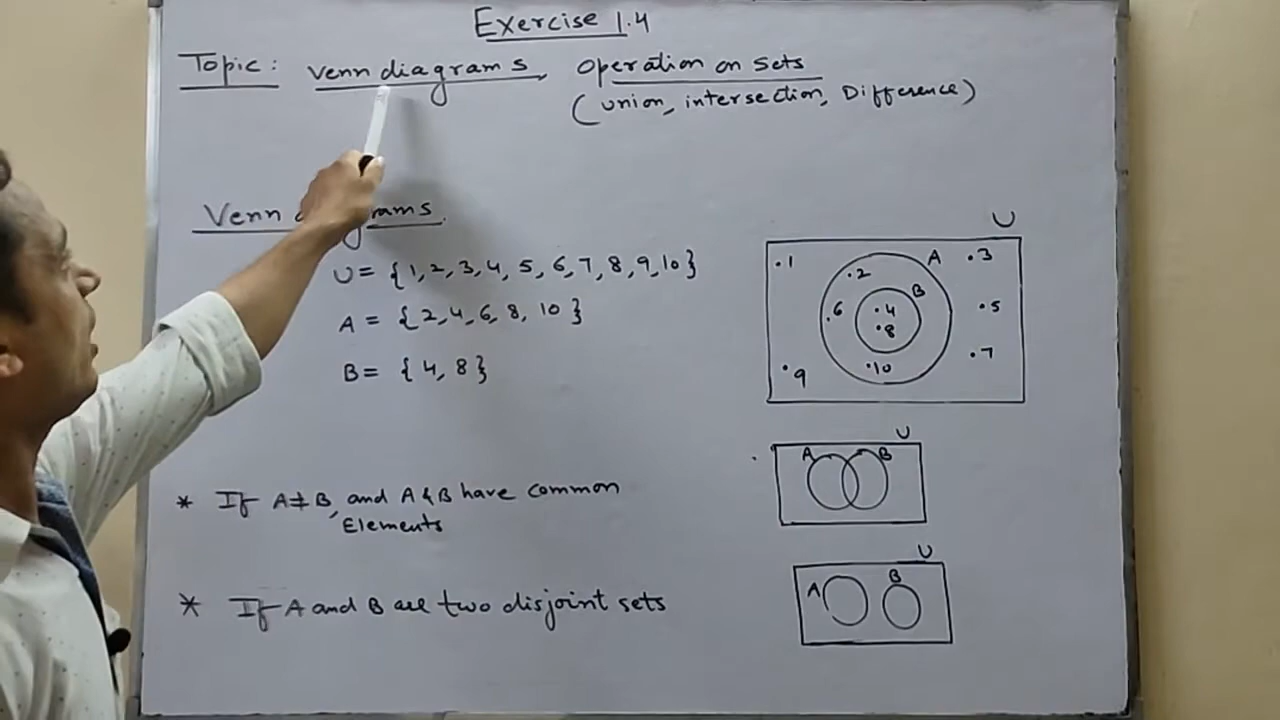 Exercise 1.4
Topic: Venn diagrams, Operation on Sets
(Union, intersection, Difference)
Venn
grams
U = {1, 2, 3, 4, 5, 6, 7, 8, 9, 10}
A = {2, 4, 6, 8, 10}
B = {4, 8}
U
.1
.2
A
.3
B
.6
.4
.5
.8
.7
.10
.9
* If A≠B, and A & B have common
Elements
U
A
B
* If A and B are two disjoint sets
U
A
B